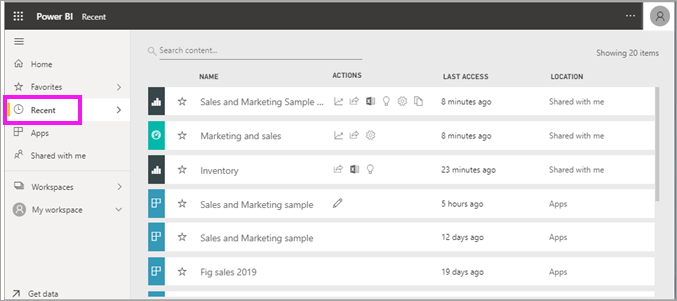 Power BI Recent
Search content...
Showing 20 items
Home
Favorites
Recent
Apps
Shared with me
Workspaces
My workspace
Get data
NAME ACTIONS LAST ACCESS LOCATION
Sales and Marketing Sample ... 8 minutes ago Shared with me
Marketing and sales 8 minutes ago Shared with me
Inventory 23 minutes ago Shared with me
Sales and Marketing sample 5 hours ago Apps
Sales and Marketing sample 12 days ago Apps
Fig sales 2019 19 days ago Apps